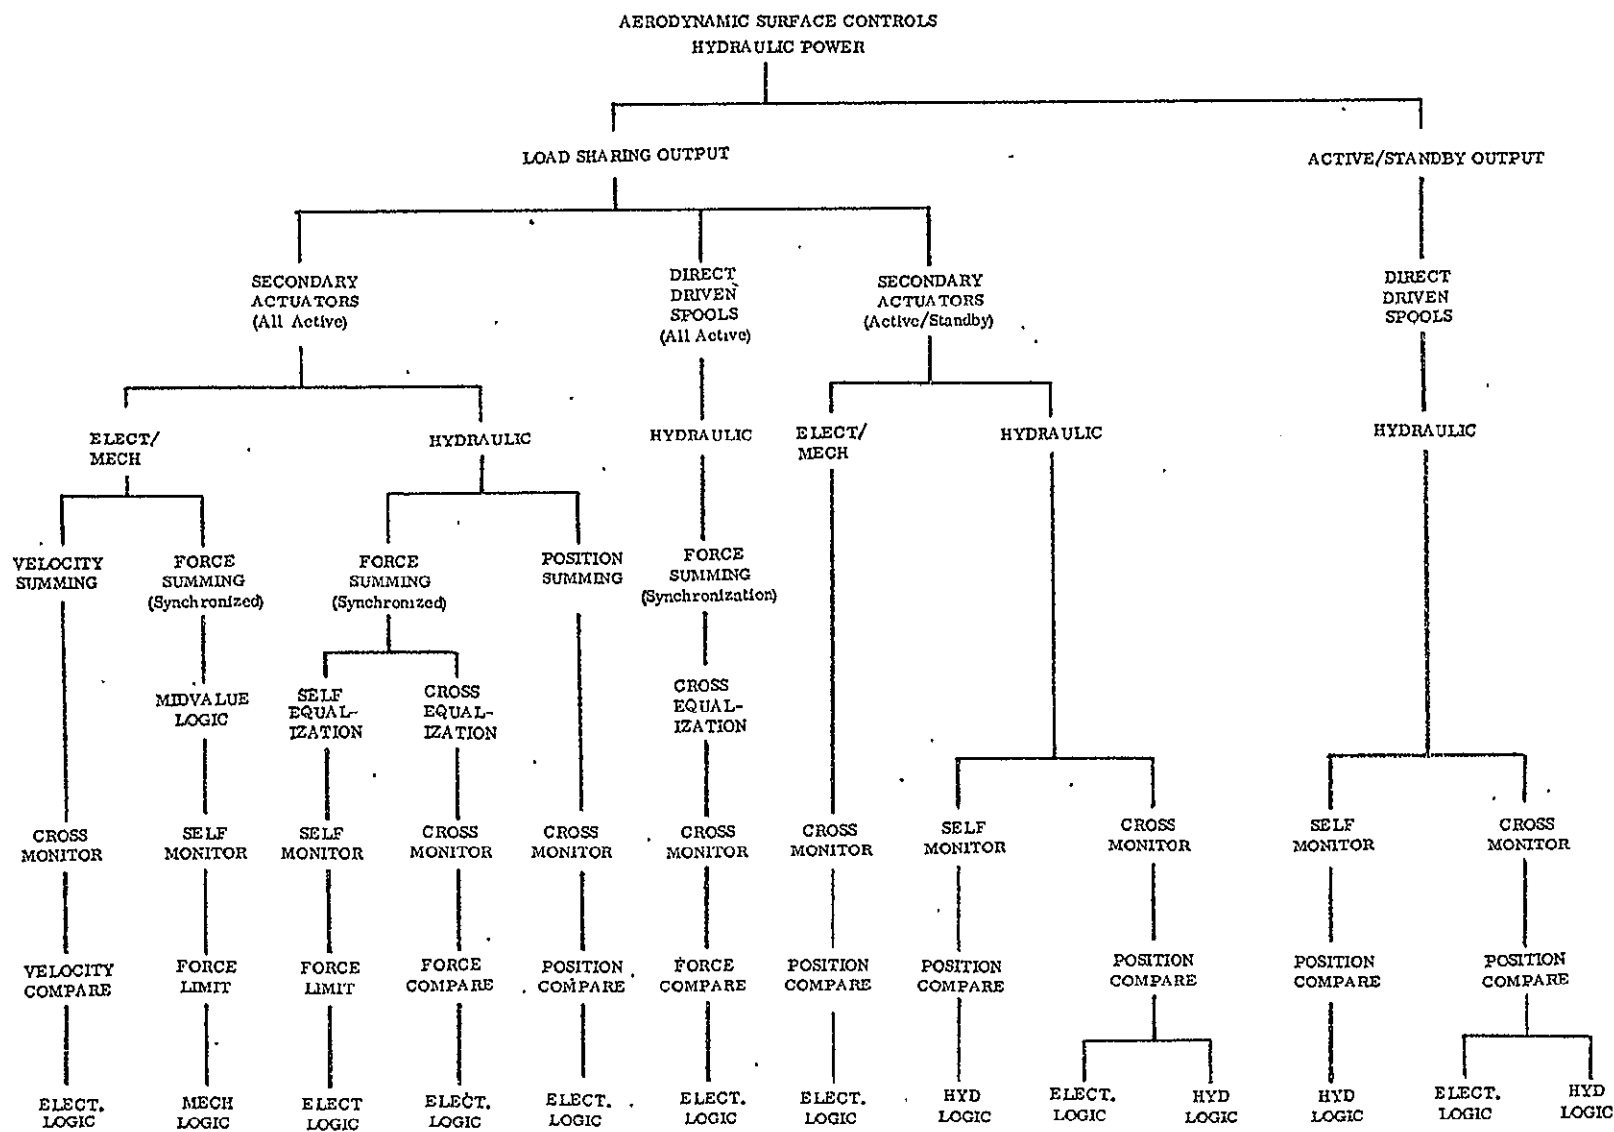 AERODYNAMIC SURFACE CONTROLS
HYDRAULIC POWER
LOAD SHARING OUTPUT
ACTIVE/STANDBY OUTPUT
SECONDARY
ACTUATORS
(All Active)
DIRECT
DRIVEN
SPOOLS
(All Active)
SECONDARY
ACTUATORS
(Active/Standby)
DIRECT
DRIVEN
SPOOLS
ELECT/
MECH
HYDRAULIC
HYDRAULIC
ELECT/
MECH
HYDRAULIC
HYDRAULIC
VELOCITY
SUMMING
FORCE
SUMMING
(Synchronized)
FORCE
SUMMING
(Synchronized)
POSITION
SUMMING
FORCE
SUMMING
(Synchronization)
MIDVALUE
LOGIC
SELF
EQUAL-
IZATION
CROSS
EQUAL-
IZATION
CROSS
EQUAL-
IZATION
CROSS
MONITOR
SELF
MONITOR
SELF
MONITOR
CROSS
MONITOR
CROSS
MONITOR
CROSS
MONITOR
CROSS
MONITOR
SELF
MONITOR
CROSS
MONITOR
SELF
MONITOR
CROSS
MONITOR
VELOCITY
COMPARE
FORCE
LIMIT
FORCE
LIMIT
FORCE
COMPARE
POSITION
COMPARE
FORCE
COMPARE
POSITION
COMPARE
POSITION
COMPARE
POSITION
COMPARE
POSITION
COMPARE
POSITION
COMPARE
ELECT.
LOGIC
MECH
LOGIC
ELECT
LOGIC
ELECT.
LOGIC
ELECT.
LOGIC
ELECT.
LOGIC
ELECT.
LOGIC
HYD
LOGIC
ELECT.
LOGIC
HYD
LOGIC
HYD
LOGIC
ELECT.
LOGIC
HYD
LOGIC